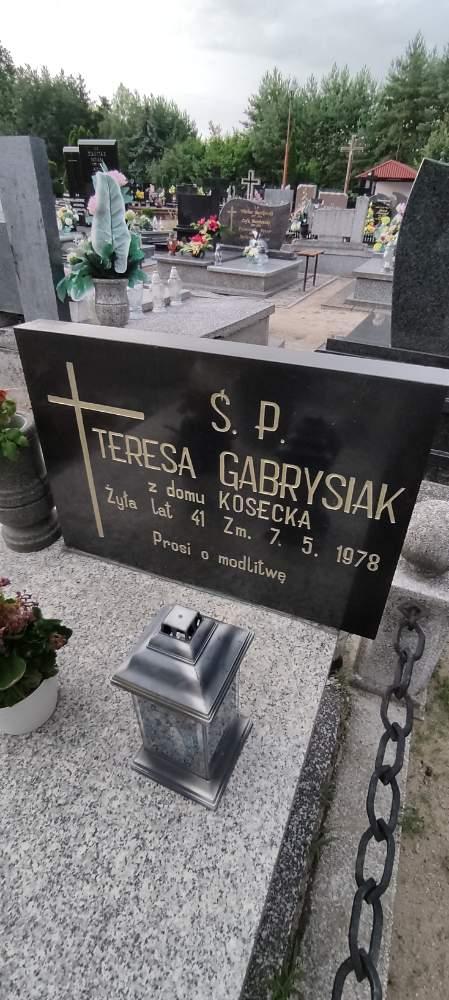 Ś. P.
TERESA GABRYSIAK
z domu KOSECKA
Żyła lat 41 Zm. 7. 5. 1978
Prosi o modlitwę